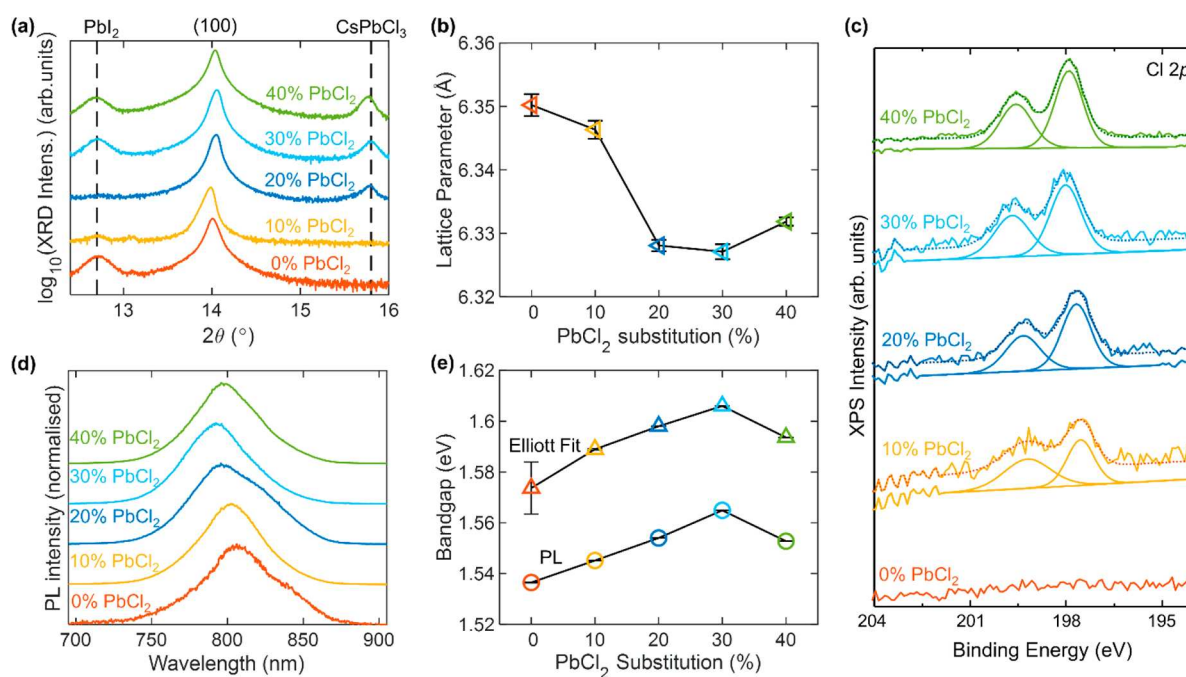 (a)
PbI2
(100)
CsPbCl3
log10(XRD Intens.) (arb.units)
40% PbCl2
30% PbCl2
20% PbCl2
10% PbCl2
0% PbCl2
13 14 15 16
2θ (°)
(b)
Lattice Parameter (Å)
6.36
6.35
6.34
6.33
6.32
0 10 20 30 40
PbCl2 substitution (%)
(c)
Cl 2p
XPS Intensity (arb. units)
40% PbCl2
30% PbCl2
20% PbCl2
10% PbCl2
0% PbCl2
204 201 198 195
Binding Energy (eV)
(d)
PL intensity (normalised)
40% PbCl2
30% PbCl2
20% PbCl2
10% PbCl2
0% PbCl2
700 750 800 850 900
Wavelength (nm)
(e)
Bandgap (eV)
1.62
1.6
1.58
1.56
1.54
1.52
Elliott Fit
PL
0 10 20 30 40
PbCl2 Substitution (%)